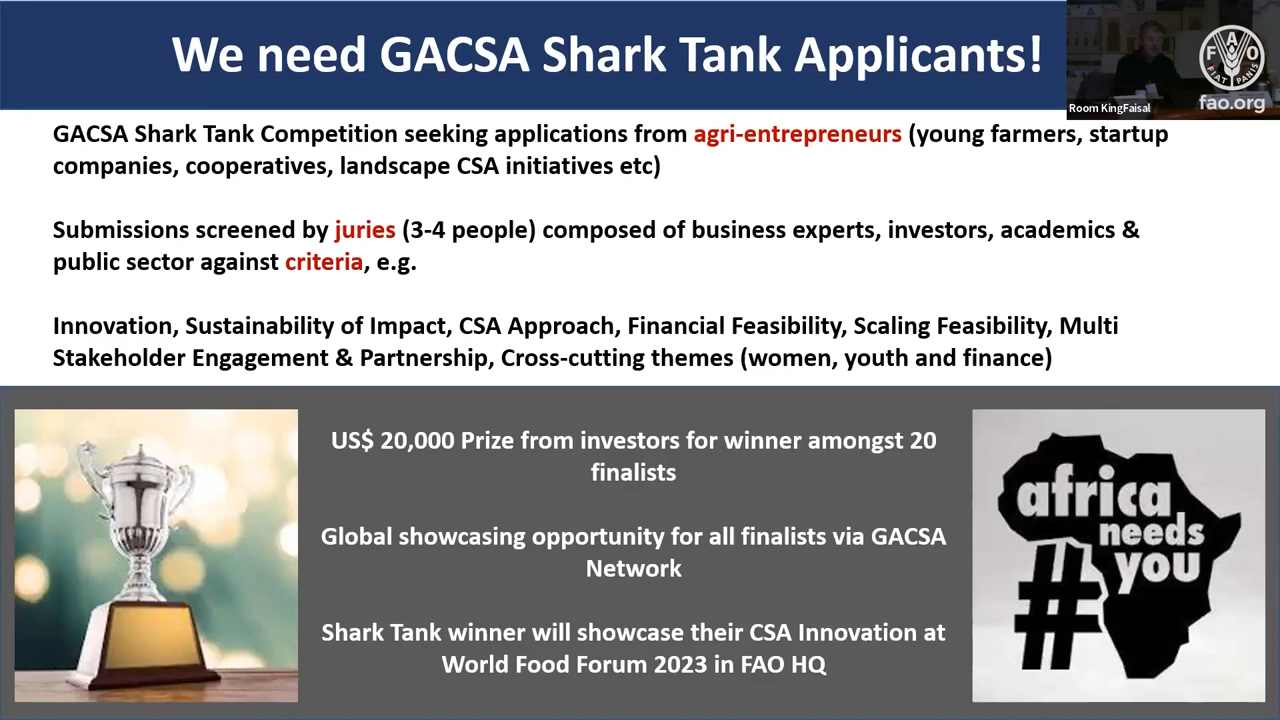 We need GACSA Shark Tank Applicants!
FAO
FIAT PANIS
fao.org
Room KingFaisal
GACSA Shark Tank Competition seeking applications from agri-entrepreneurs (young farmers, startup
companies, cooperatives, landscape CSA initiatives etc)
Submissions screened by juries (3-4 people) composed of business experts, investors, academics &
public sector against criteria, e.g.
Innovation, Sustainability of Impact, CSA Approach, Financial Feasibility, Scaling Feasibility, Multi
Stakeholder Engagement & Partnership, Cross-cutting themes (women, youth and finance)
US$ 20,000 Prize from investors for winner amongst 20
finalists
Global showcasing opportunity for all finalists via GACSA
Network
Shark Tank winner will showcase their CSA Innovation at
World Food Forum 2023 in FAO HQ
africa
needs
#you